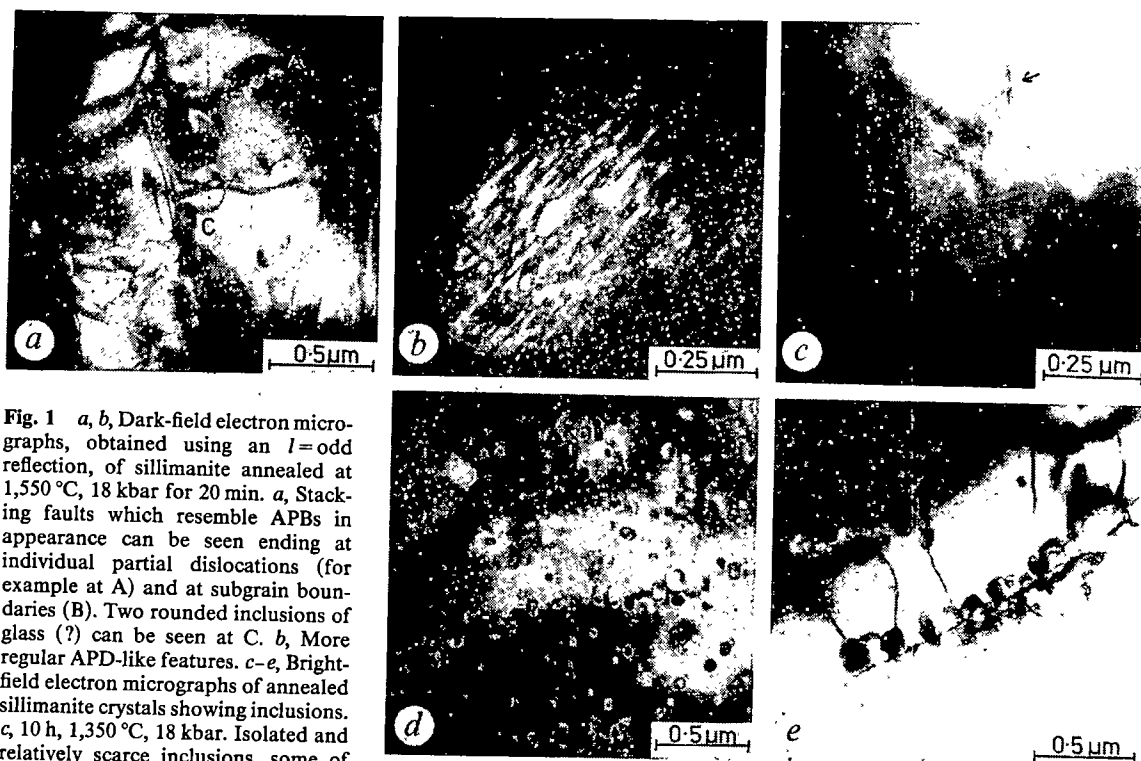 A
C
a
0·5μm
b
0·25μm
c
0·25 μm
Fig. 1 a, b, Dark-field electron micro-
graphs, obtained using an l=odd
reflection, of sillimanite annealed at
1,550 °C, 18 kbar for 20 min. a, Stack-
ing faults which resemble APBs in
appearance can be seen ending at
individual partial dislocations (for
example at A) and at subgrain boun-
daries (B). Two rounded inclusions of
glass (?) can be seen at C. b, More
regular APD-like features. c–e, Bright-
field electron micrographs of annealed
sillimanite crystals showing inclusions.
c, 10 h, 1,350 °C, 18 kbar. Isolated and
relatively scarce inclusions, some of
d
0·5μm
e
0·5μm